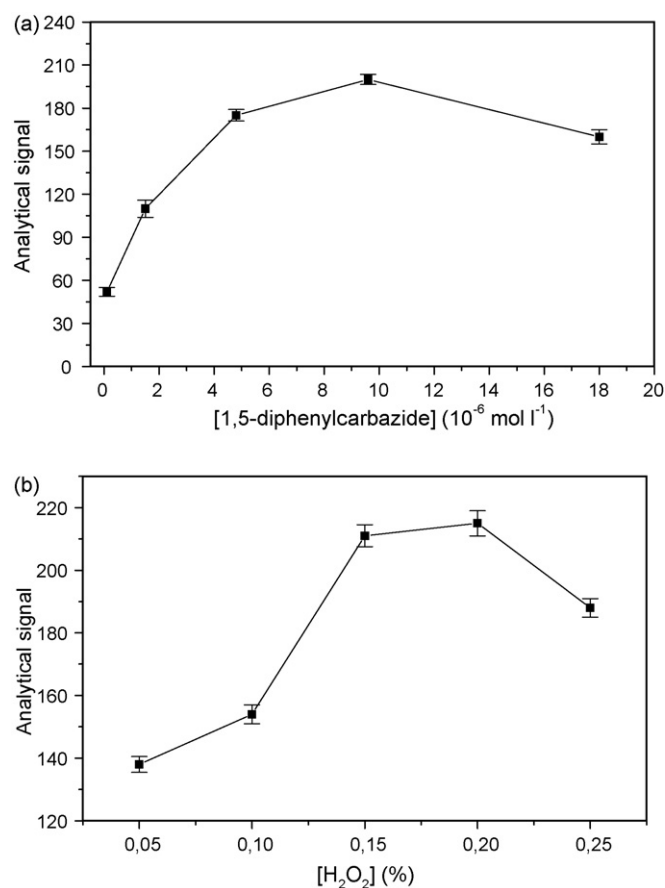 (a)
240
210
180
150
120
90
60
30
0
Analytical signal
0 2 4 6 8 10 12 14 16 18 20
[1,5-diphenylcarbazide] (10⁻⁶ mol l⁻¹)
(b)
220
200
180
160
140
120
Analytical signal
0,05 0,10 0,15 0,20 0,25
[H₂O₂] (%)